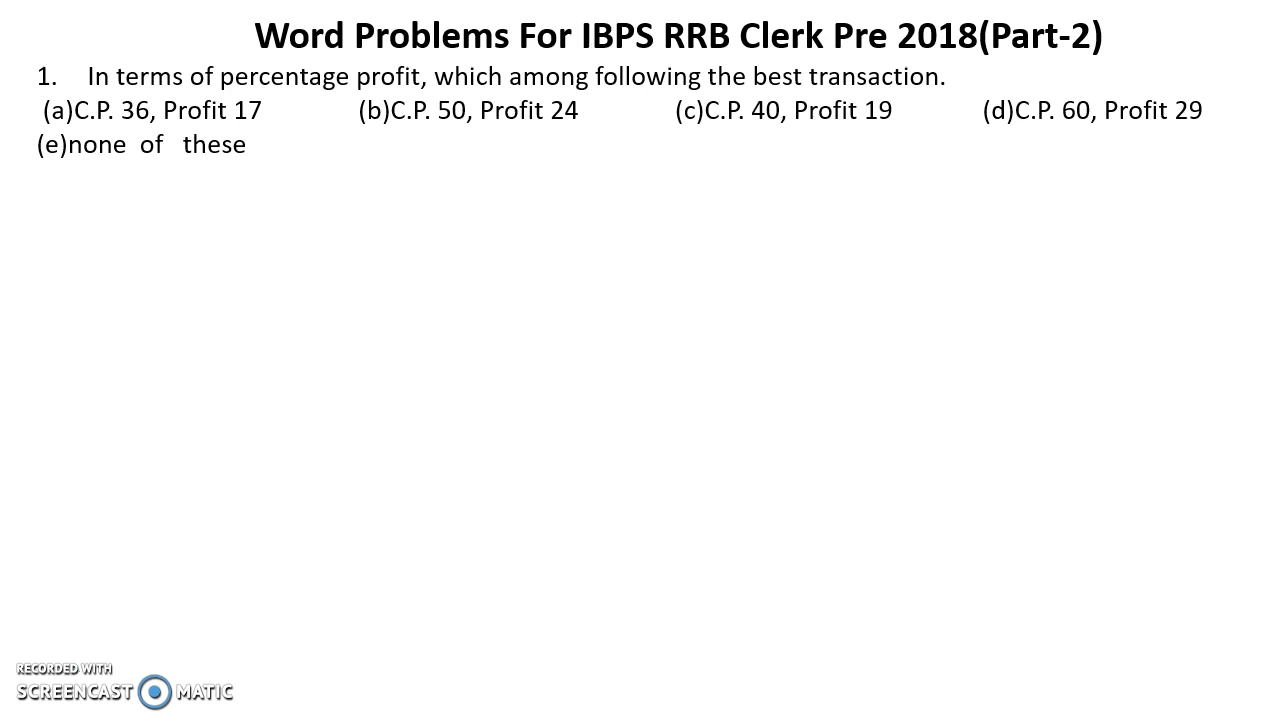 Word Problems For IBPS RRB Clerk Pre 2018(Part-2)
1. In terms of percentage profit, which among following the best transaction.
(a)C.P. 36, Profit 17 (b)C.P. 50, Profit 24 (c)C.P. 40, Profit 19 (d)C.P. 60, Profit 29
(e)none of these
RECORDED WITH
SCREENCAST MATIC